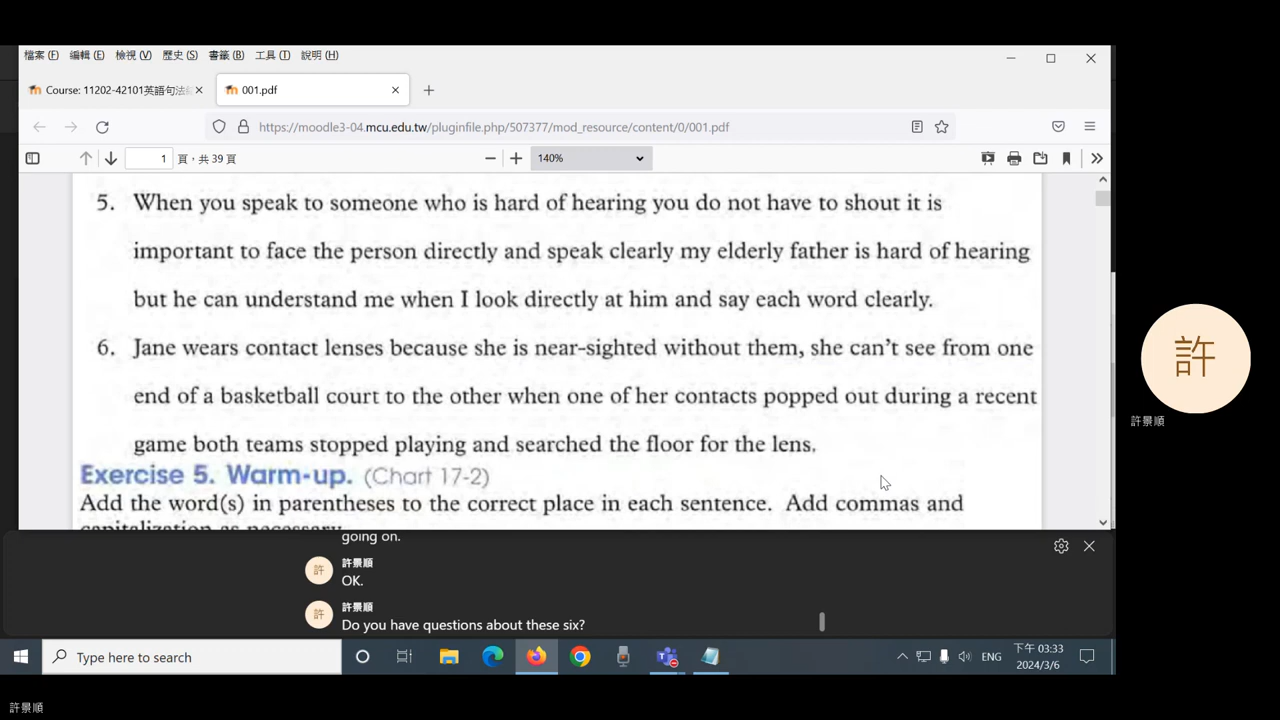 檔案 (F) 編輯 (E) 檢視 (V) 歷史 (S) 書籤 (B) 工具 (T) 說明 (H)
Course: 11202-42101英語句法 001.pdf
https://moodle3-04.mcu.edu.tw/pluginfile.php/507377/mod_resource/content/0/001.pdf
1 頁，共 39 頁 140%
5. When you speak to someone who is hard of hearing you do not have to shout it is
important to face the person directly and speak clearly my elderly father is hard of hearing
but he can understand me when I look directly at him and say each word clearly.
6. Jane wears contact lenses because she is near-sighted without them, she can't see from one
end of a basketball court to the other when one of her contacts popped out during a recent
game both teams stopped playing and searched the floor for the lens.
Exercise 5. Warm-up. (Chart 17-2)
Add the word(s) in parentheses to the correct place in each sentence. Add commas and
capitalization as necessary.
going on.
許 許景順
OK.
許 許景順
Do you have questions about these six?
許
許景順
Type here to search
ENG
下午 03:33
2024/3/6
許景順